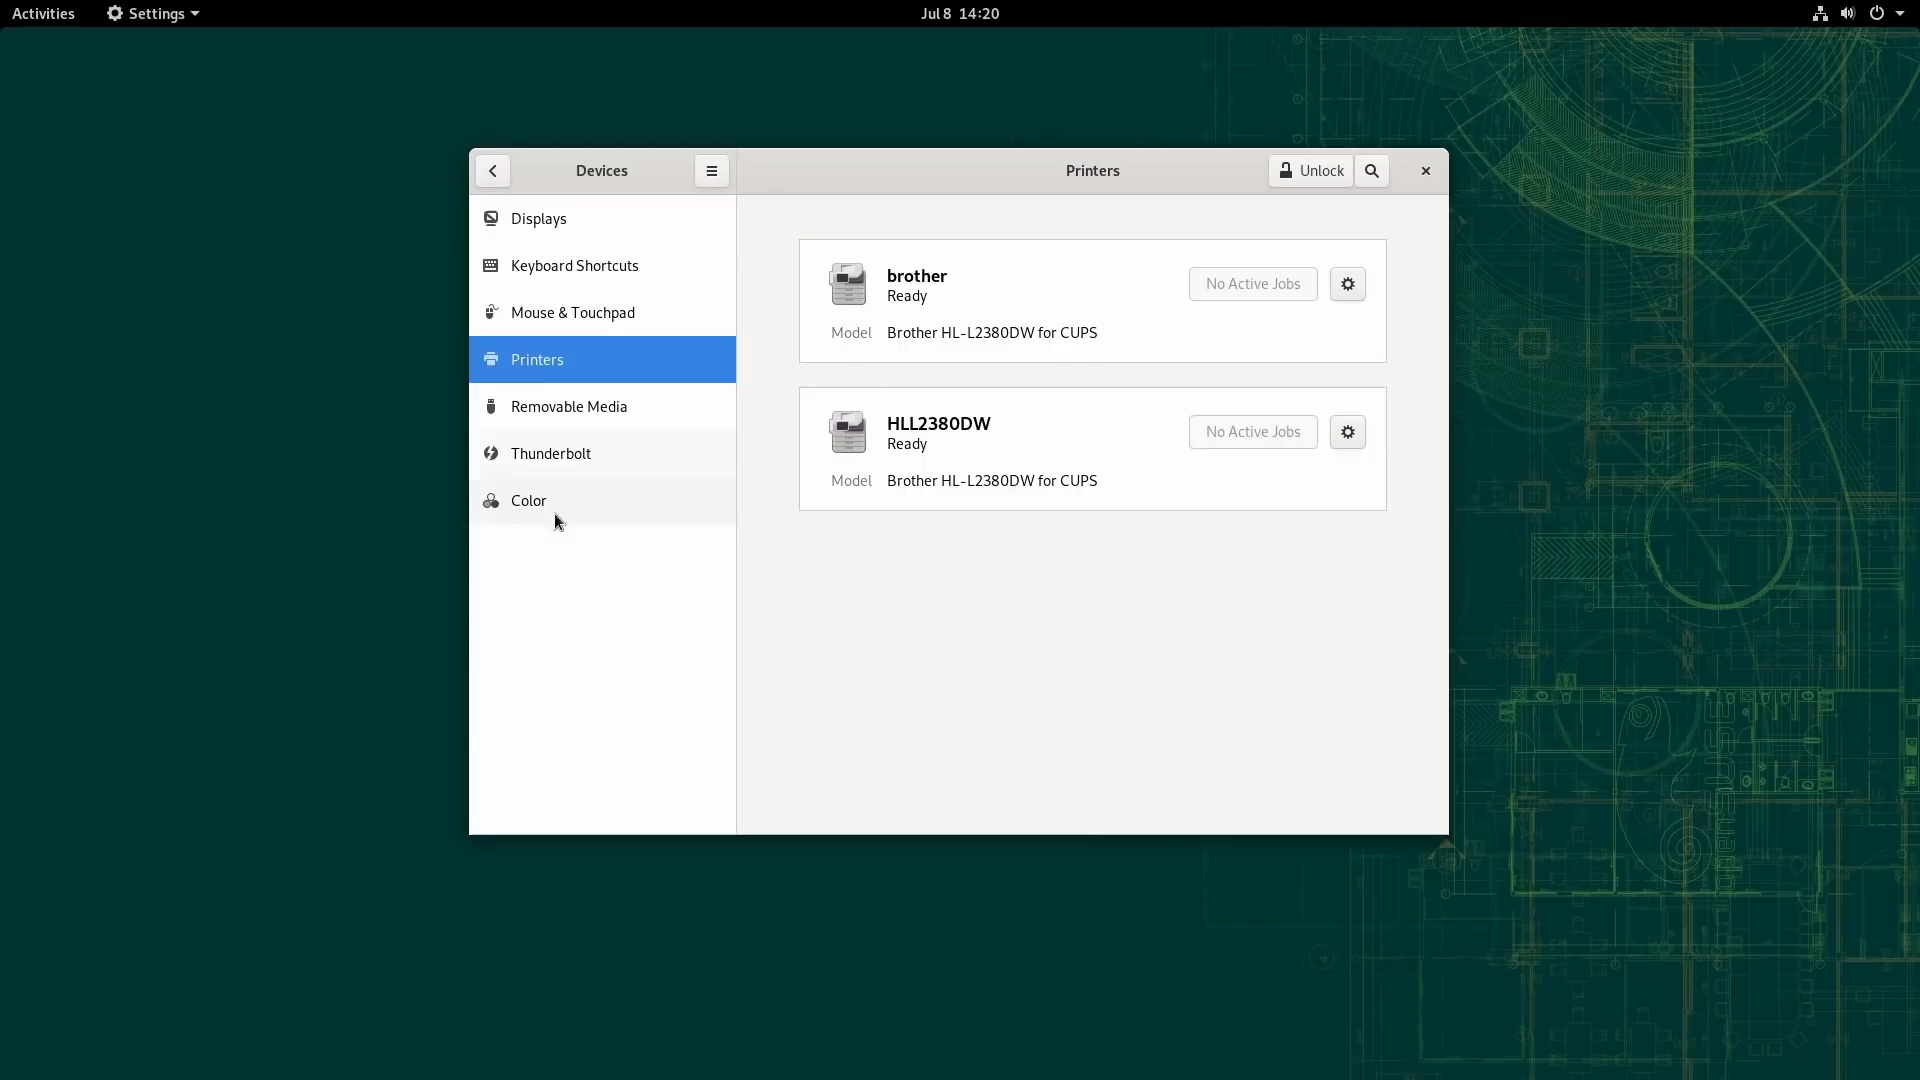 Activities
Settings
Jul 8 14:20
Devices
Printers
Unlock
Displays
Keyboard Shortcuts
Mouse & Touchpad
Printers
Removable Media
Thunderbolt
Color
brother
Ready
No Active Jobs
Model Brother HL-L2380DW for CUPS
HLL2380DW
Ready
No Active Jobs
Model Brother HL-L2380DW for CUPS
openSUSE